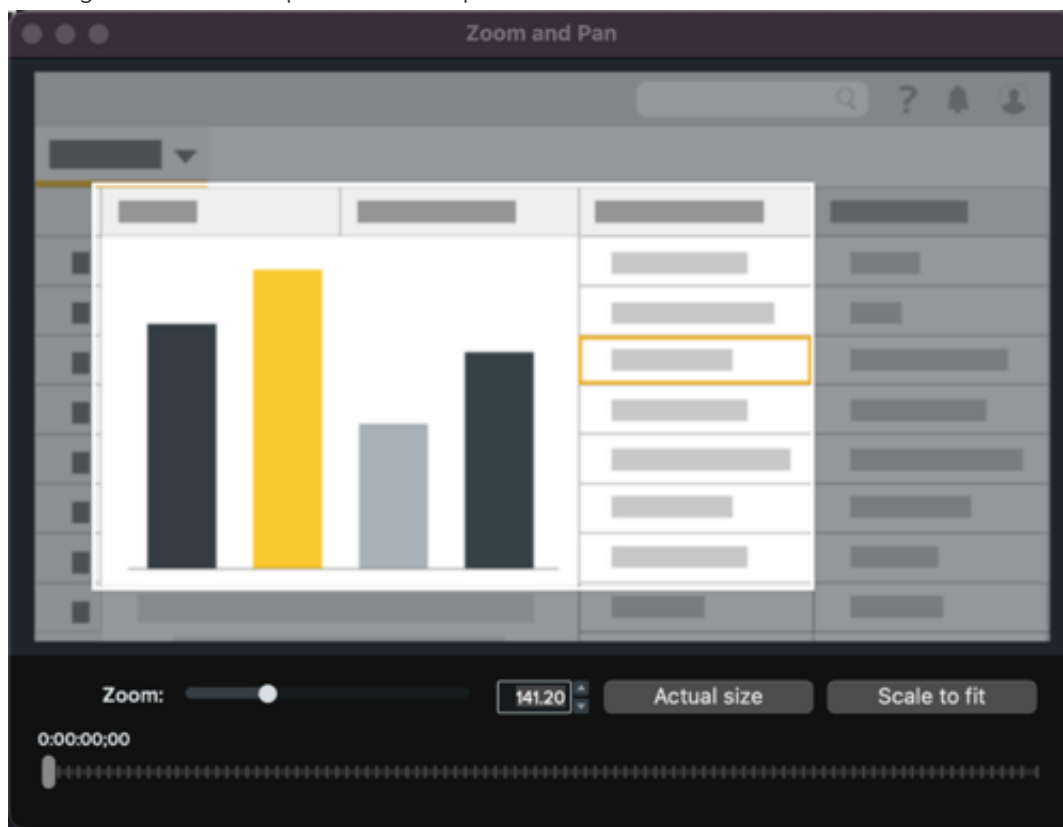 Zoom and Pan
?
Zoom:
141.20
Actual size
Scale to fit
0:00:00;00